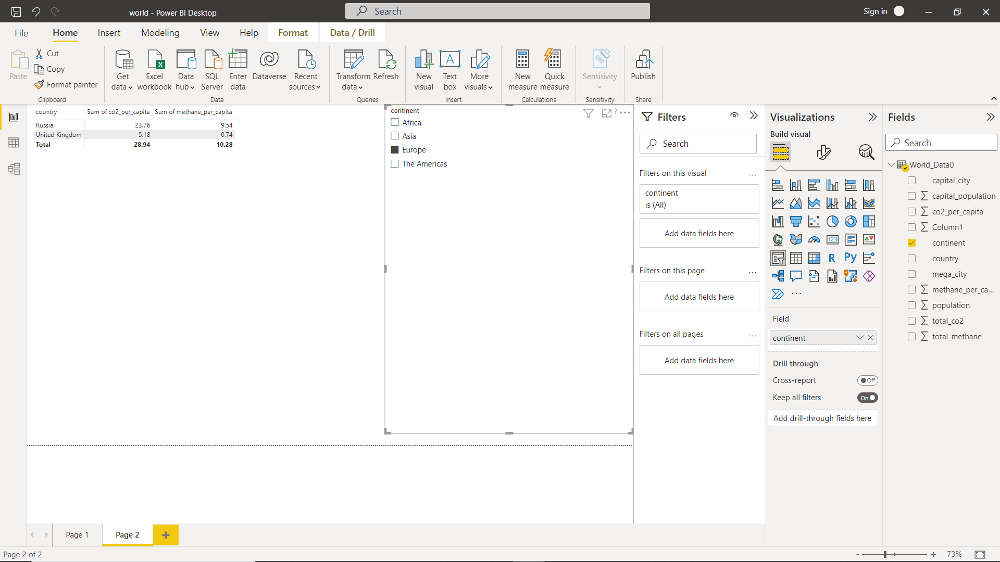 world - Power BI Desktop
Search
Sign in
File
Home
Insert
Modeling
View
Help
Format
Data / Drill
Paste
Cut
Copy
Format painter
Clipboard
Get data
Excel workbook
Data hub
SQL Server
Enter data
Dataverse
Recent sources
Data
Transform data
Refresh
Queries
New visual
Text box
More visuals
Insert
New measure
Quick measure
Calculations
Sensitivity
Sensitivity
Publish
Share
country Sum of co2_per_capita Sum of methane_per_capita
Russia 23.76 9.54
United Kingdom 5.18 0.74
Total 28.94 10.28
continent
Africa
Asia
Europe
The Americas
Filters
Search
Filters on this visual
continent
is (All)
Add data fields here
Filters on this page
Add data fields here
Filters on all pages
Add data fields here
Visualizations
Build visual
123
R
Py
Field
continent
Drill through
Cross-report Off
Keep all filters On
Add drill-through fields here
Fields
Search
World_Data0
capital_city
capital_population
co2_per_capita
Column1
continent
country
mega_city
methane_per_ca...
population
total_co2
total_methane
Page 1
Page 2
Page 2 of 2
- + 73%